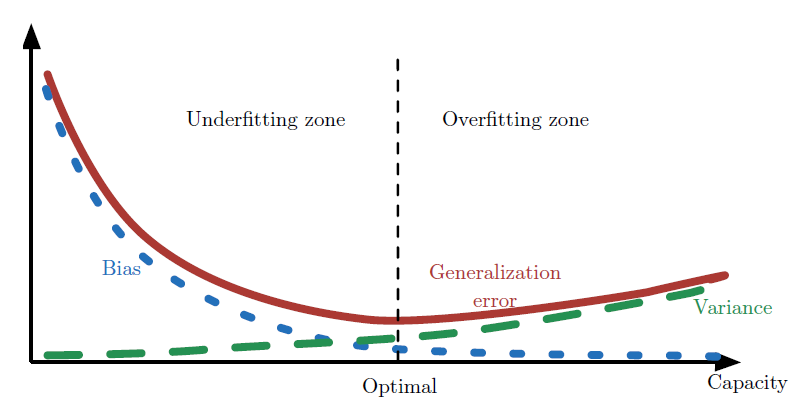 Underfitting zone
Overfitting zone
Bias
Generalization
error
Variance
Optimal
Capacity